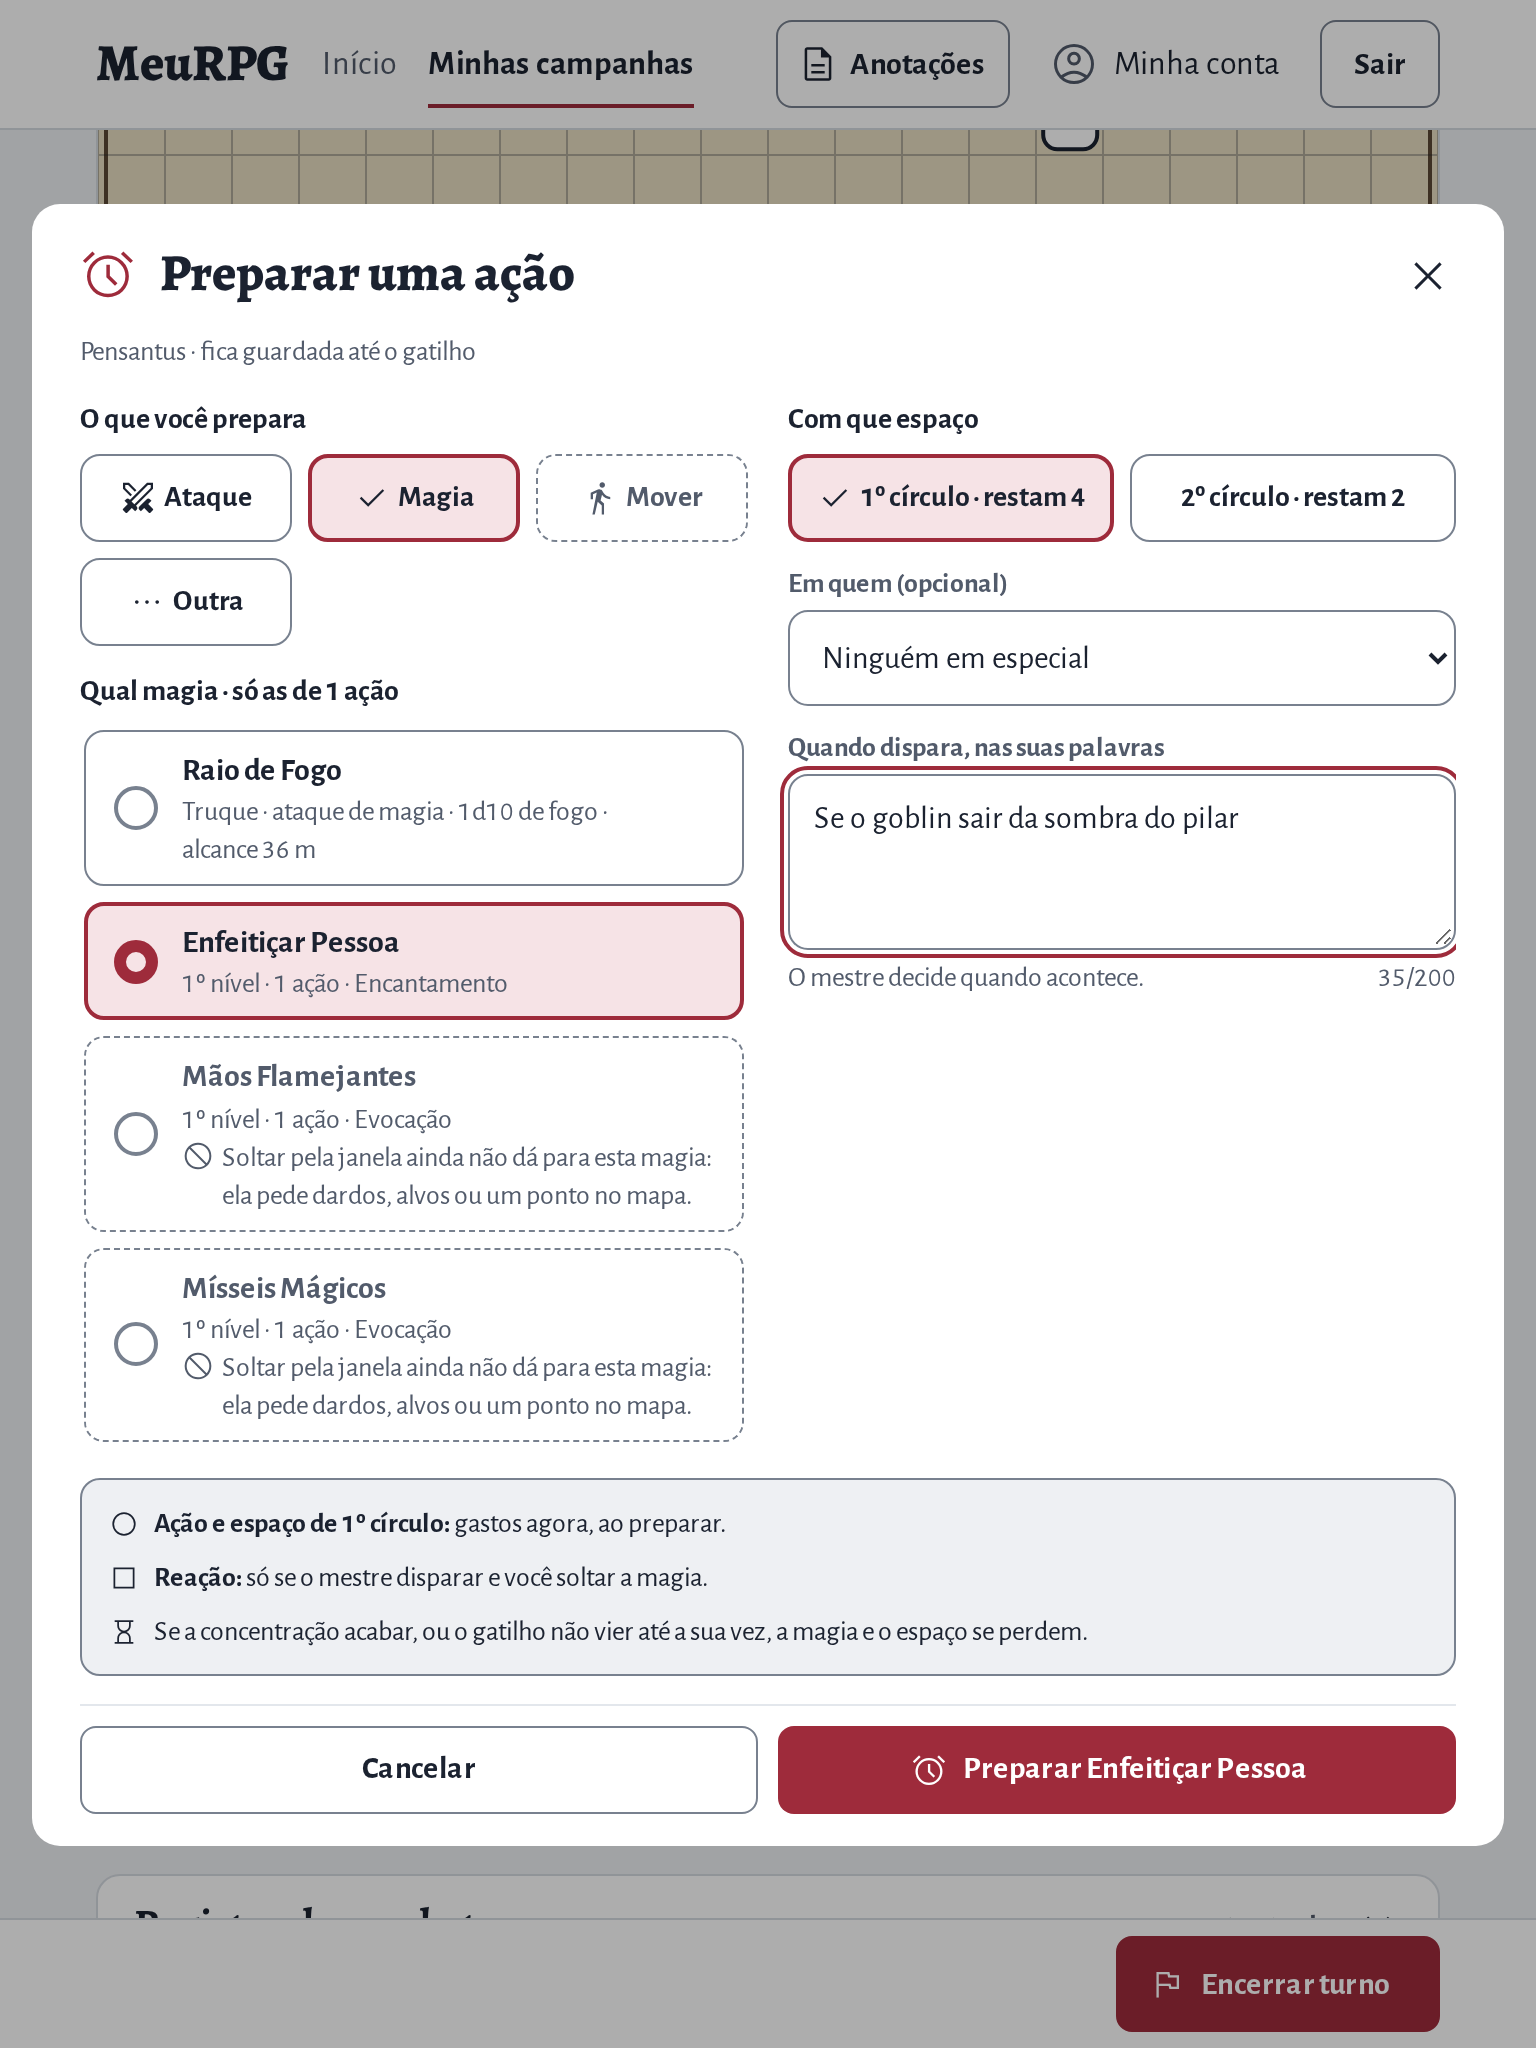 MeuRPG
Início
Minhas campanhas
Anotações
Minha conta
Sair
Preparar uma ação
Pensantus · fica guardada até o gatilho
O que você prepara
Ataque
Magia
Mover
Outra
Qual magia · só as de 1 ação
Raio de Fogo
Truque · ataque de magia · 1d10 de fogo ·
alcance 36 m
Enfeitiçar Pessoa
1º nível · 1 ação · Encantamento
Mãos Flamejantes
1º nível · 1 ação · Evocação
Soltar pela janela ainda não dá para esta magia:
ela pede dardos, alvos ou um ponto no mapa.
Mísseis Mágicos
1º nível · 1 ação · Evocação
Soltar pela janela ainda não dá para esta magia:
ela pede dardos, alvos ou um ponto no mapa.
Com que espaço
1º círculo · restam 4
2º círculo · restam 2
Em quem (opcional)
Ninguém em especial
Quando dispara, nas suas palavras
Se o goblin sair da sombra do pilar
O mestre decide quando acontece.
35/200
Ação e espaço de 1º círculo: gastos agora, ao preparar.
Reação: só se o mestre disparar e você soltar a magia.
Se a concentração acabar, ou o gatilho não vier até a sua vez, a magia e o espaço se perdem.
Cancelar
Preparar Enfeitiçar Pessoa
Encerrar turno